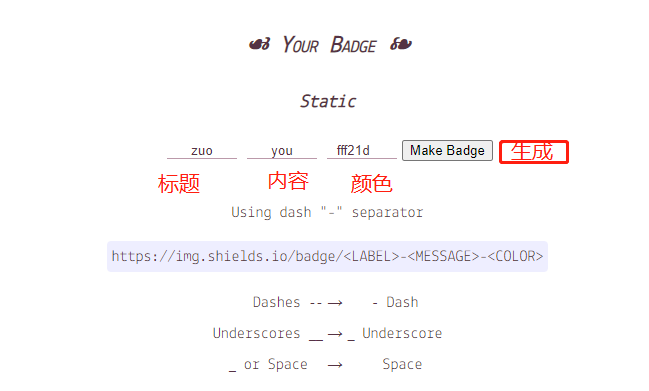 Your Badge
Static
zuo you fff21d Make Badge 生成
标题 内容 颜色
Using dash "-" separator
https://img.shields.io/badge/<LABEL>-<MESSAGE>-<COLOR>
Dashes -- → - Dash
Underscores __ → _ Underscore
_ or Space → Space